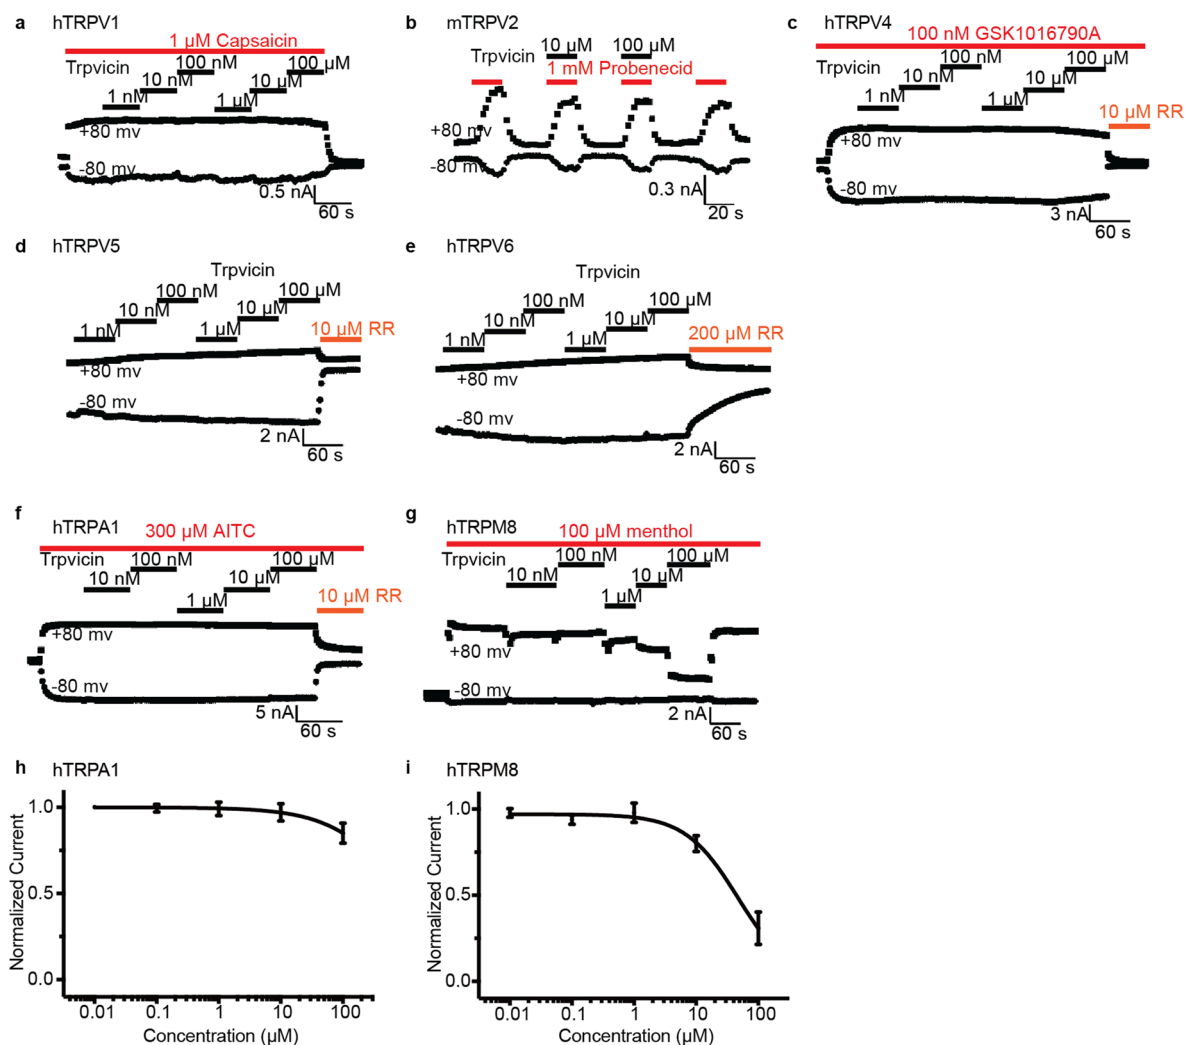 a hTRPV1
1 µM Capsaicin
Trpvicin
100 nM
100 µM
10 nM
10 µM
1 nM
1 µM
+80 mv
-80 mv
0.5 nA
60 s
b mTRPV2
Trpvicin
10 µM
100 µM
1 mM Probenecid
+80 mv
-80 mv
0.3 nA
20 s
c hTRPV4
100 nM GSK1016790A
Trpvicin
100 nM
100 µM
10 nM
10 µM
1 nM
1 µM
10 µM RR
+80 mv
-80 mv
3 nA
60 s
d hTRPV5
Trpvicin
100 nM
100 µM
10 nM
10 µM
1 nM
1 µM
10 µM RR
+80 mv
-80 mv
2 nA
60 s
e hTRPV6
Trpvicin
100 nM
100 µM
10 nM
10 µM
1 nM
1 µM
200 µM RR
+80 mv
-80 mv
2 nA
60 s
f hTRPA1
300 µM AITC
Trpvicin
100 nM
100 µM
10 nM
10 µM
1 µM
10 µM RR
+80 mv
-80 mv
5 nA
60 s
g hTRPM8
100 µM menthol
Trpvicin
100 nM
100 µM
10 nM
10 µM
1 µM
+80 mv
-80 mv
2 nA
60 s
h hTRPA1
Normalized Current
1.0
0.5
0.0
0.01 0.1 1 10 100
Concentration (µM)
i hTRPM8
Normalized Current
1.0
0.5
0.0
0.01 0.1 1 10 100
Concentration (µM)